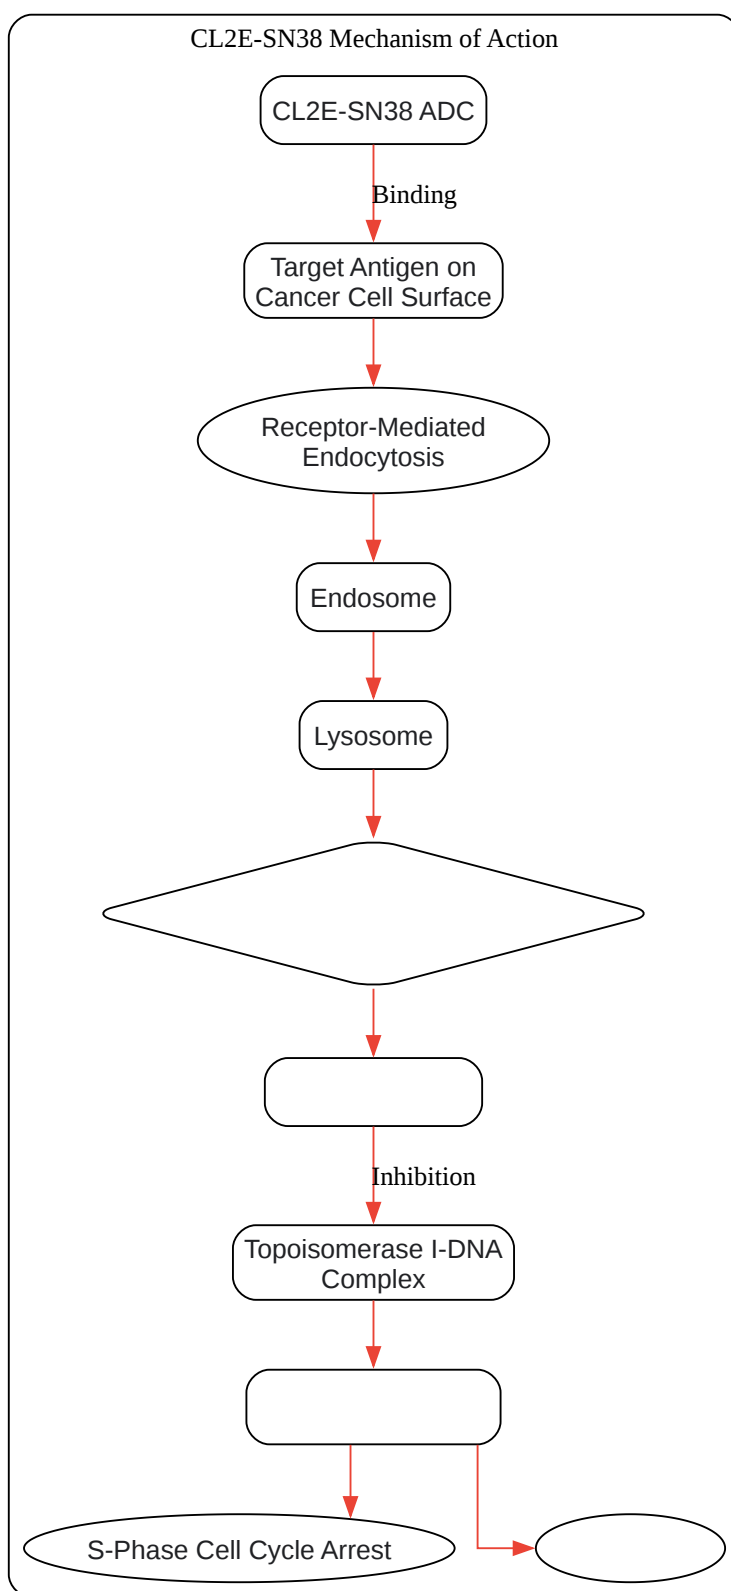 CL2E-SN38 Mechanism of Action
CL2E-SN38 ADC
Binding
Target Antigen on
Cancer Cell Surface
Receptor-Mediated
Endocytosis
Endosome
Lysosome
Inhibition
Topoisomerase I-DNA
Complex
S-Phase Cell Cycle Arrest